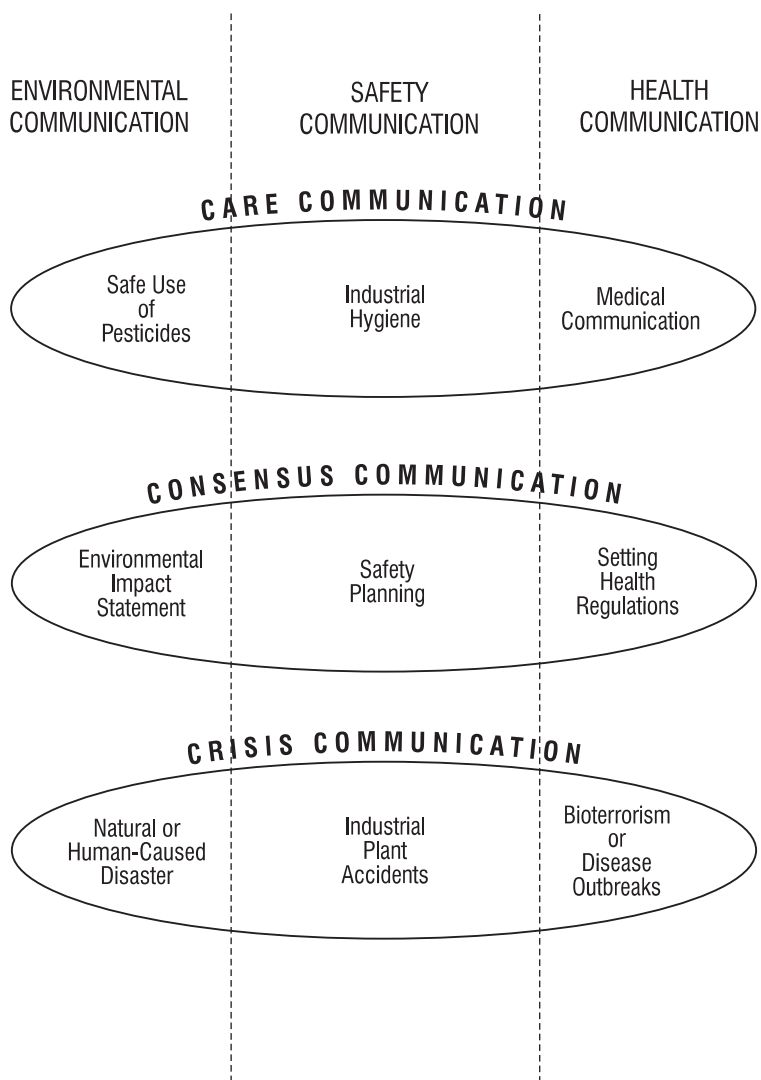 ENVIRONMENTAL
COMMUNICATION
SAFETY
COMMUNICATION
HEALTH
COMMUNICATION
CARE COMMUNICATION
Safe Use
of
Pesticides
Industrial
Hygiene
Medical
Communication
CONSENSUS COMMUNICATION
Environmental
Impact
Statement
Safety
Planning
Setting
Health
Regulations
CRISIS COMMUNICATION
Natural or
Human-Caused
Disaster
Industrial
Plant
Accidents
Bioterrorism
or
Disease
Outbreaks